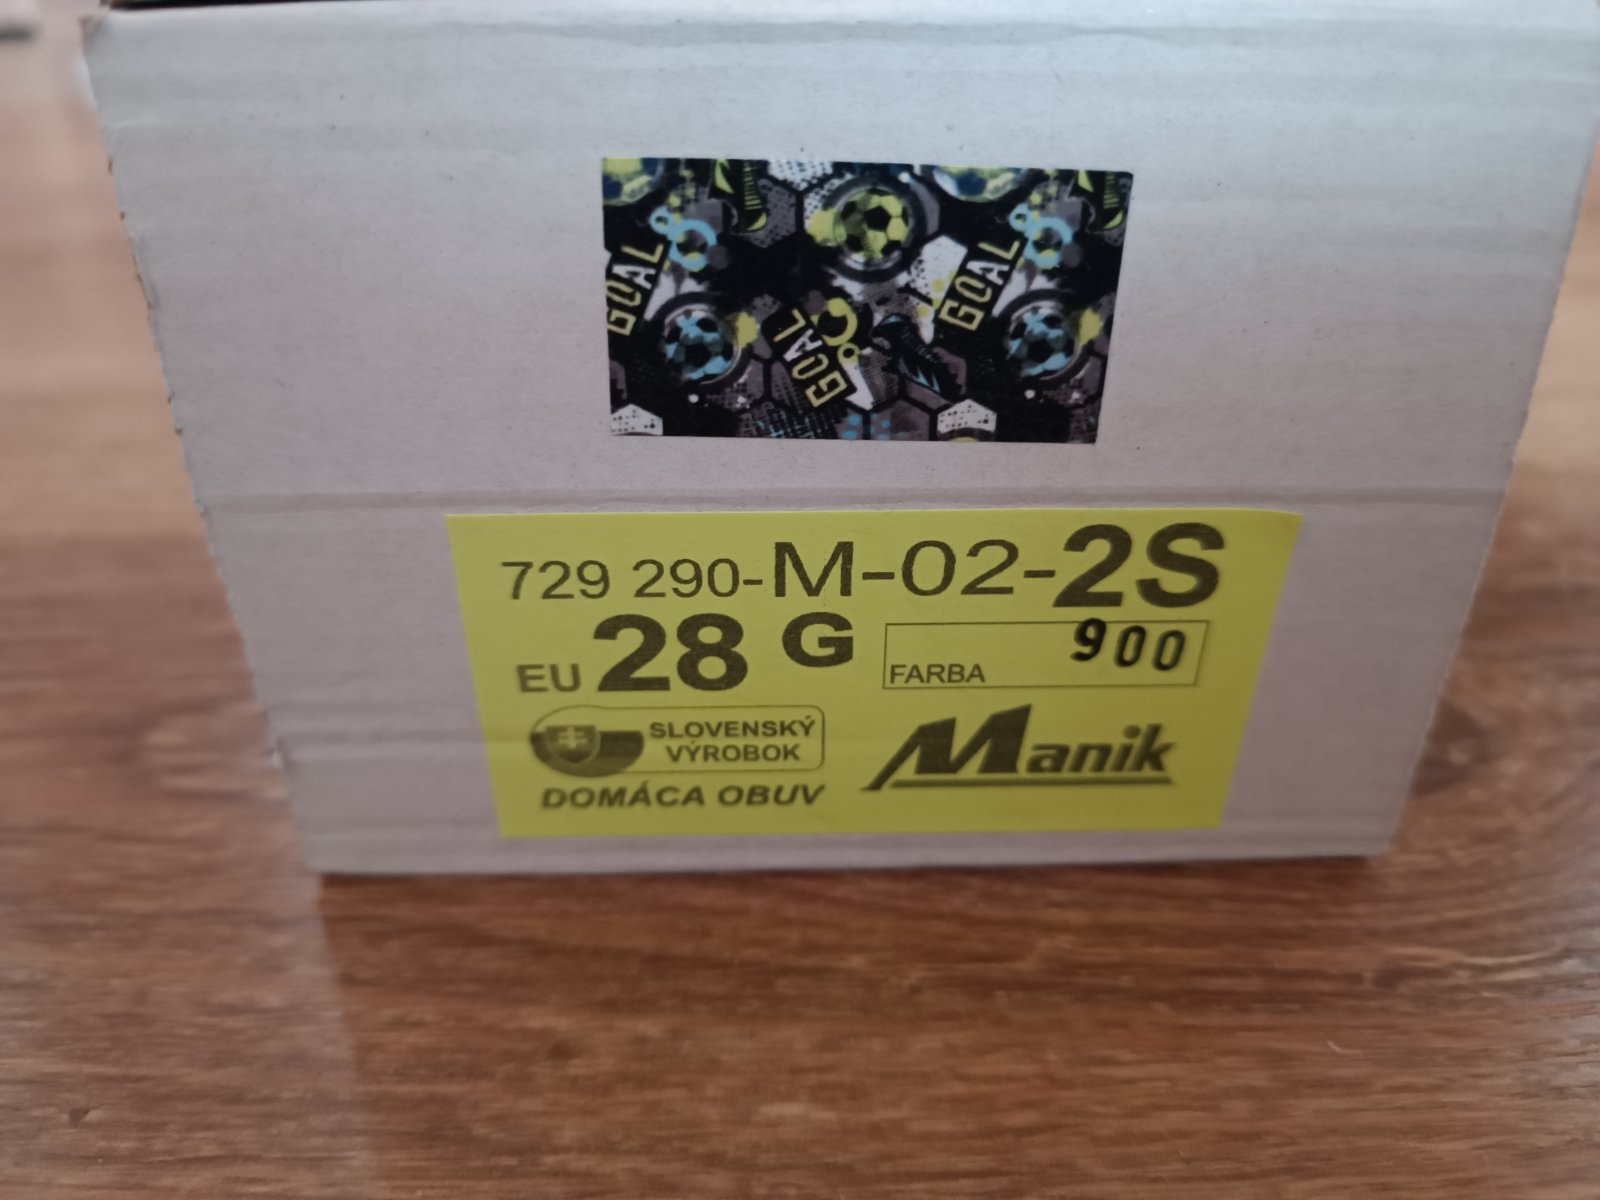 GOAL
GOAL
GOAL
729 290-M-02-2S
EU 28 G
FARBA 900
SLOVENSKÝ
VÝROBOK
DOMÁCA OBUV
Manik